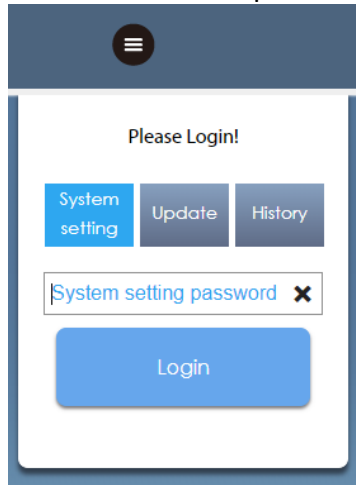 Please Login!
System
setting
Update
History
System setting password
Login